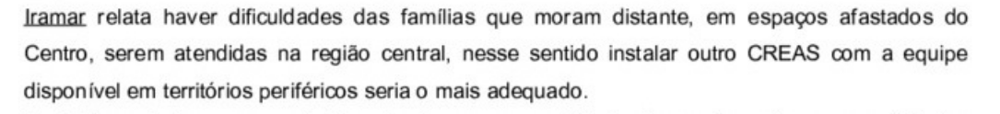 Iramar relata haver dificuldades das famílias que moram distante, em espaços afastados do
Centro, serem atendidas na região central, nesse sentido instalar outro CREAS com a equipe
disponível em territórios periféricos seria o mais adequado.